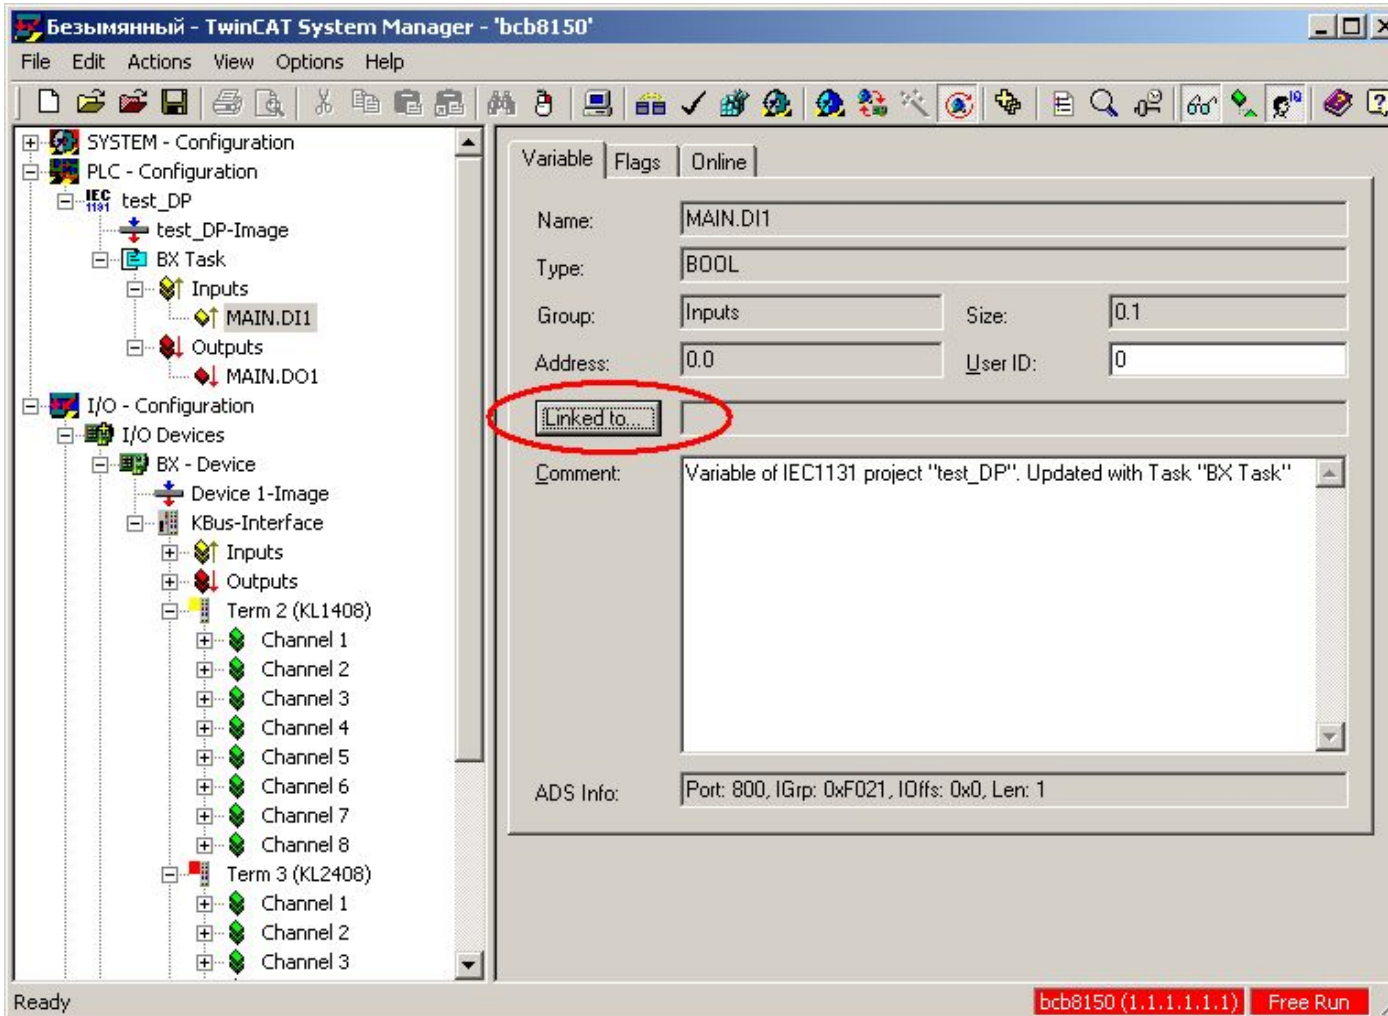 Безымянный - TwinCAT System Manager - 'bcb8150'
File Edit Actions View Options Help
SYSTEM - Configuration
PLC - Configuration
IEC 1131 test_DP
test_DP-Image
BX Task
Inputs
MAIN.DI1
Outputs
MAIN.DO1
I/O - Configuration
I/O Devices
BX - Device
Device 1-Image
KBus-Interface
Inputs
Outputs
Term 2 (KL1408)
Channel 1
Channel 2
Channel 3
Channel 4
Channel 5
Channel 6
Channel 7
Channel 8
Term 3 (KL2408)
Channel 1
Channel 2
Channel 3
Variable Flags Online
Name: MAIN.DI1
Type: BOOL
Group: Inputs Size: 0.1
Address: 0.0 User ID: 0
Linked to...
Comment: Variable of IEC1131 project "test_DP". Updated with Task "BX Task"
ADS Info: Port: 800, IGrp: 0xF021, IOffs: 0x0, Len: 1
Ready bcb8150 (1.1.1.1.1.1) Free Run